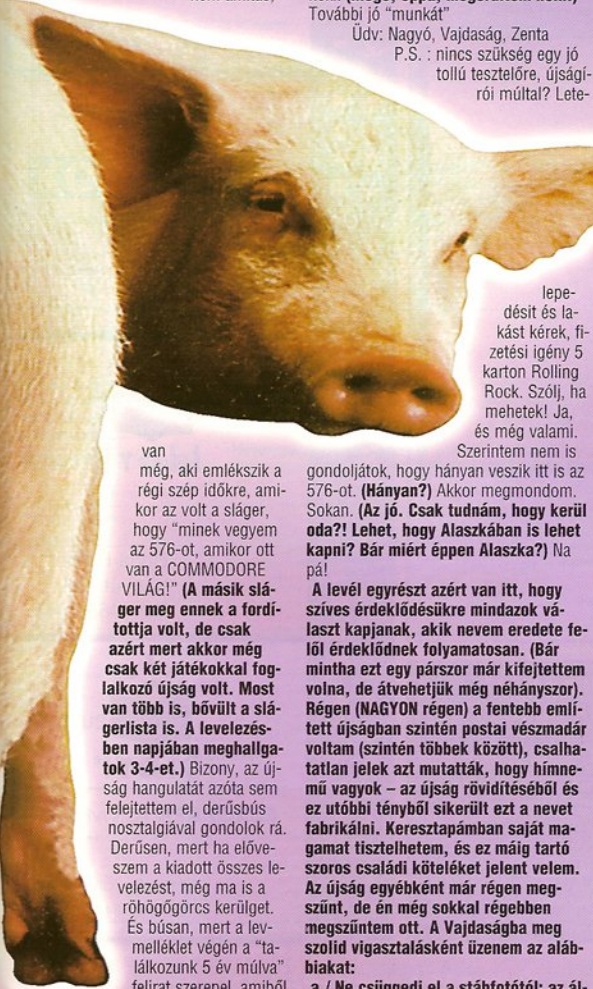 van
még, aki emlékszik a
régi szép időkre, ami-
kor az volt a sláger,
hogy "minek vegyem
az 576-ot, amikor ott
van a COMMODORE
VILÁG!" (A másik slá-
ger meg ennek a fordí-
tottja volt, de csak
azért mert akkor még
csak két játékokkal fog-
lalkozó újság volt. Most
van több is, bővült a slá-
gerlista is. A levelezés-
ben napjában meghallga-
tok 3-4-et.) Bizony, az új-
ság hangulatát azóta sem
felejtettem el, derűsbús
nosztalgiával gondolok rá.
Derűsen, mert ha előve-
szem a kiadott összes le-
velezést, még ma is a
röhögőgörcs kerülget.
És búsan, mert a lev-
melléklet végén a "ta-
lálkozunk 5 év múlva"
felirat szerepel, amiből
További jó "munkát"
Üdv: Nagyó, Vajdaság, Zenta
P.S. : nincs szükség egy jó
tollú tesztelőre, újságí-
rói múltal? Lete-
lepe-
désit és la-
kást kérek, fi-
zetési igény 5
karton Rolling
Rock. Szólj, ha
mehetek! Ja,
és még valami.
Szerintem nem is
gondoljátok, hogy hányan veszik itt is az
576-ot. (Hányan?) Akkor megmondom.
Sokan. (Az jó. Csak tudnám, hogy kerül
oda?! Lehet, hogy Alaszkában is lehet
kapni? Bár miért éppen Alaszka?) Na
pá!
A levél egyrészt azért van itt, hogy
szíves érdeklődésükre mindazok vá-
laszt kapjanak, akik nevem eredete fe-
lől érdeklődnek folyamatosan. (Bár
mintha ezt egy párszor már kifejtettem
volna, de átvehetjük még néhányszor).
Régen (NAGYON régen) a fentebb emlí-
tett újságban szintén postai vészmadár
voltam (szintén többek között), csalha-
tatlan jelek azt mutatták, hogy hímne-
mű vagyok – az újság rövidítéséből és
ez utóbbi tényből sikerült ezt a nevet
fabrikálni. Keresztapámban saját ma-
gamat tisztelhetem, és ez máig tartó
szoros családi köteléket jelent velem.
Az újság egyébként már régen meg-
szűnt, de én még sokkal régebben
megszűntem ott. A Vajdaságba meg
szolid vigasztalásként üzenem az aláb-
biakat:
a./ Ne csüggedj el a stábfotótól: az ál-